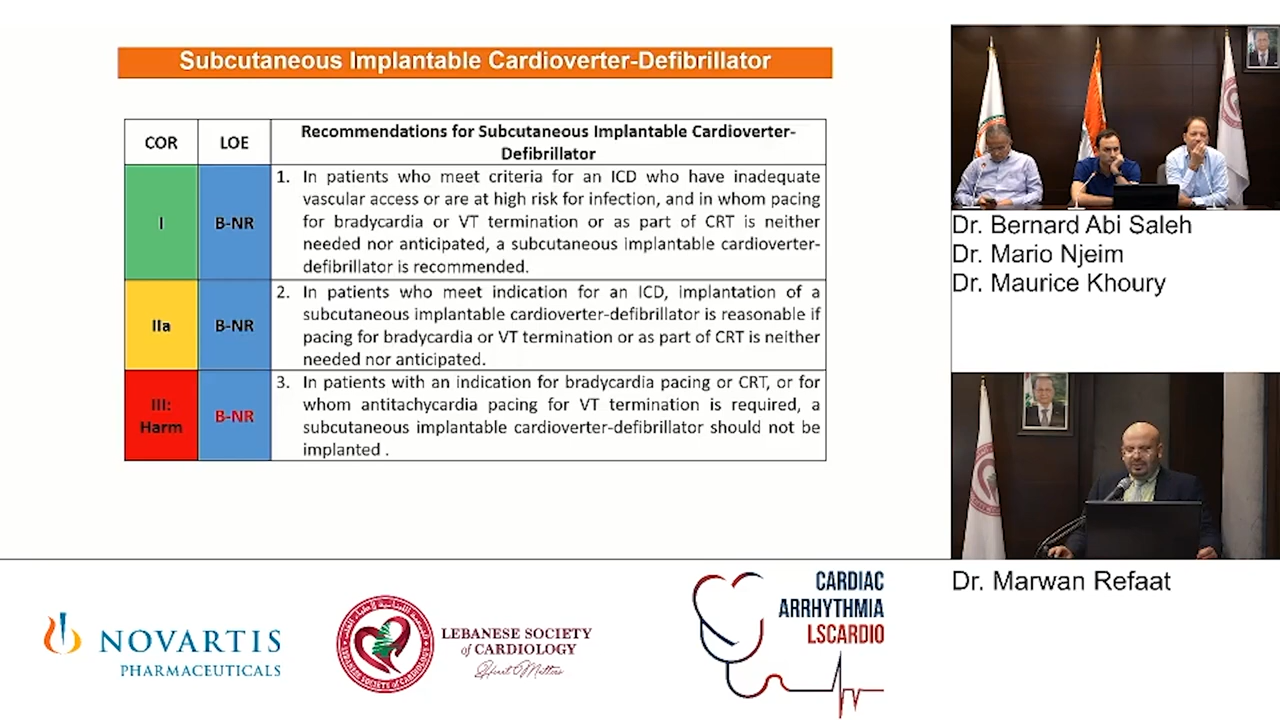 Subcutaneous Implantable Cardioverter-Defibrillator
COR
LOE
Recommendations for Subcutaneous Implantable Cardioverter-
Defibrillator
I
B-NR
1. In patients who meet criteria for an ICD who have inadequate
vascular access or are at high risk for infection, and in whom pacing
for bradycardia or VT termination or as part of CRT is neither
needed nor anticipated, a subcutaneous implantable cardioverter-
defibrillator is recommended.
IIa
B-NR
2. In patients who meet indication for an ICD, implantation of a
subcutaneous implantable cardioverter-defibrillator is reasonable if
pacing for bradycardia or VT termination or as part of CRT is neither
needed nor anticipated.
III:
Harm
B-NR
3. In patients with an indication for bradycardia pacing or CRT, or for
whom antitachycardia pacing for VT termination is required, a
subcutaneous implantable cardioverter-defibrillator should not be
implanted .
Dr. Bernard Abi Saleh
Dr. Mario Njeim
Dr. Maurice Khoury
Dr. Marwan Refaat
NOVARTIS
PHARMACEUTICALS
LEBANESE SOCIETY OF CARDIOLOGY
LEBANESE SOCIETY
of CARDIOLOGY
Heart Matters
CARDIAC
ARRHYTHMIA
LSCARDIO